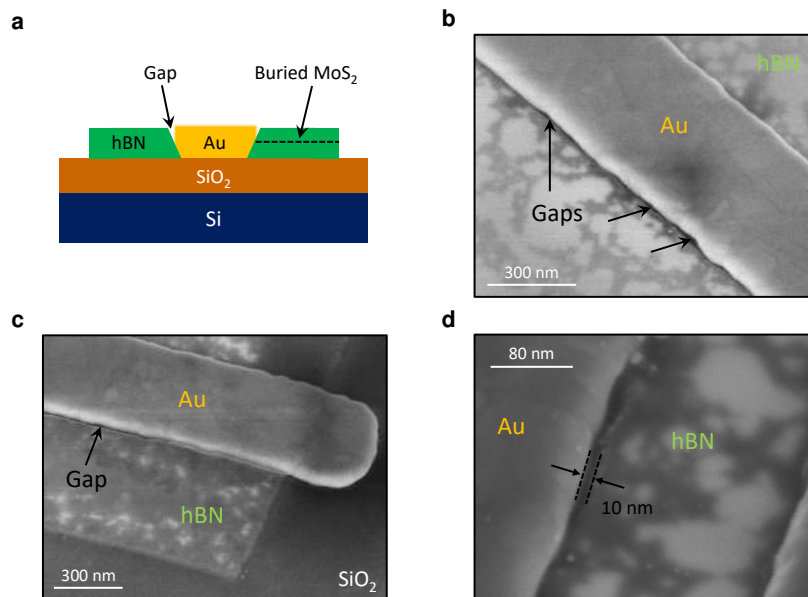 a
Gap
Buried MoS₂
hBN
Au
SiO₂
Si
b
hBN
Au
Gaps
300 nm
c
Au
Gap
hBN
300 nm
SiO₂
d
80 nm
Au
hBN
10 nm